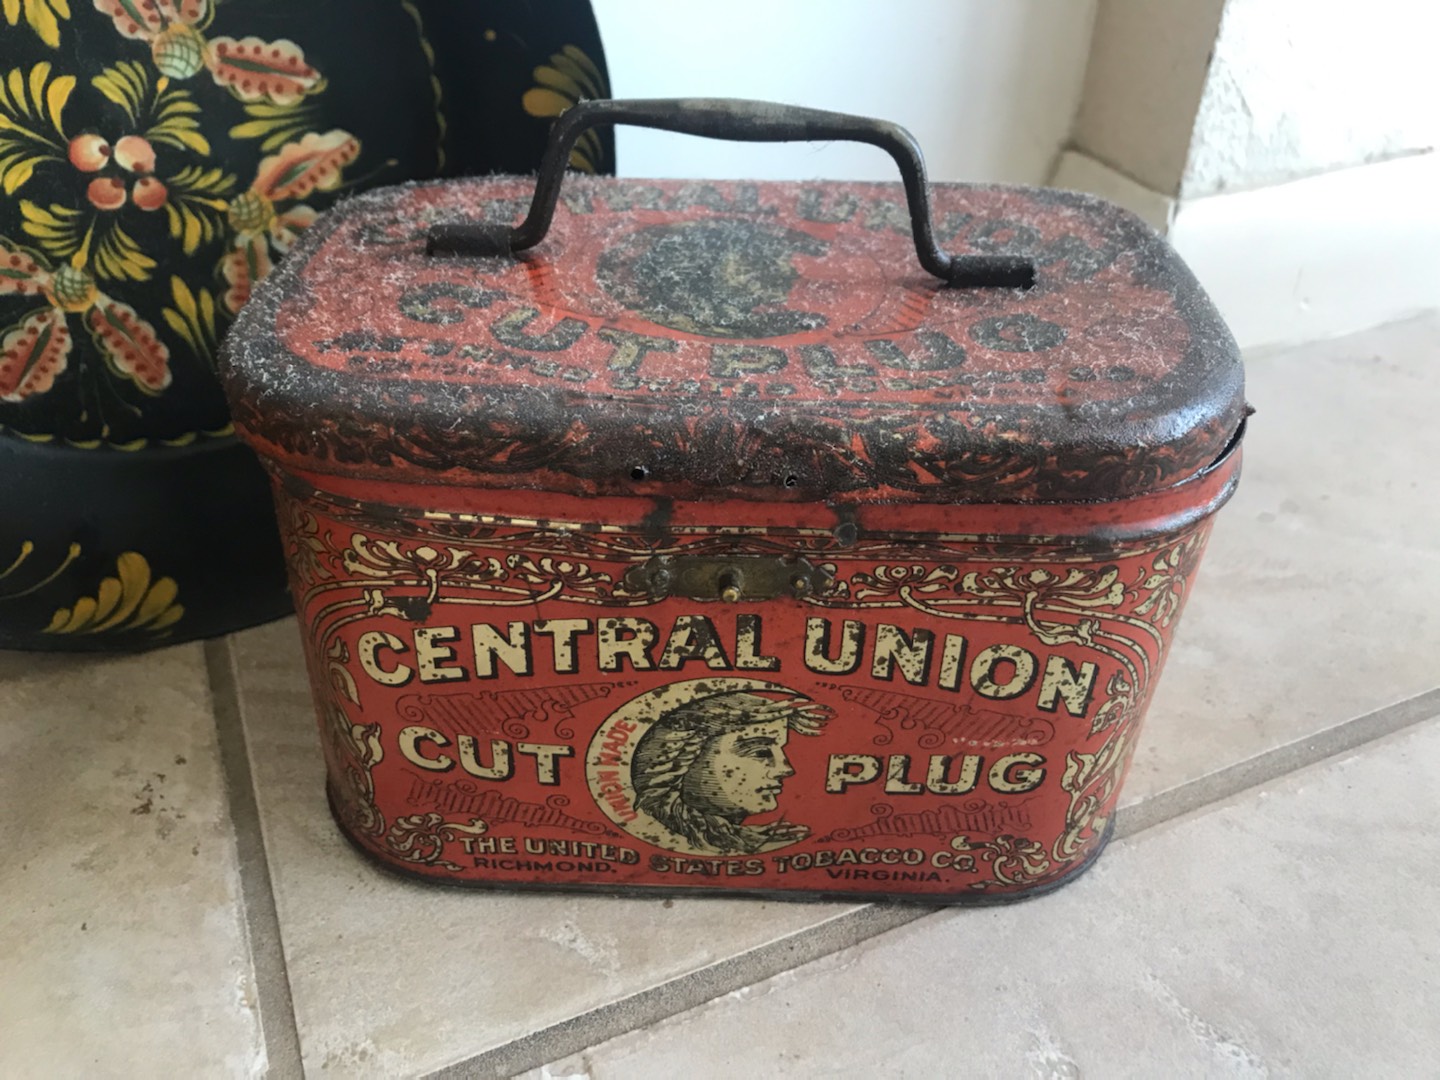 CENTRAL UNION
CUT PLUG
CENTRAL UNION
UNION MADE
CUT PLUG
THE UNITED STATES TOBACCO CO.
RICHMOND. VIRGINIA.